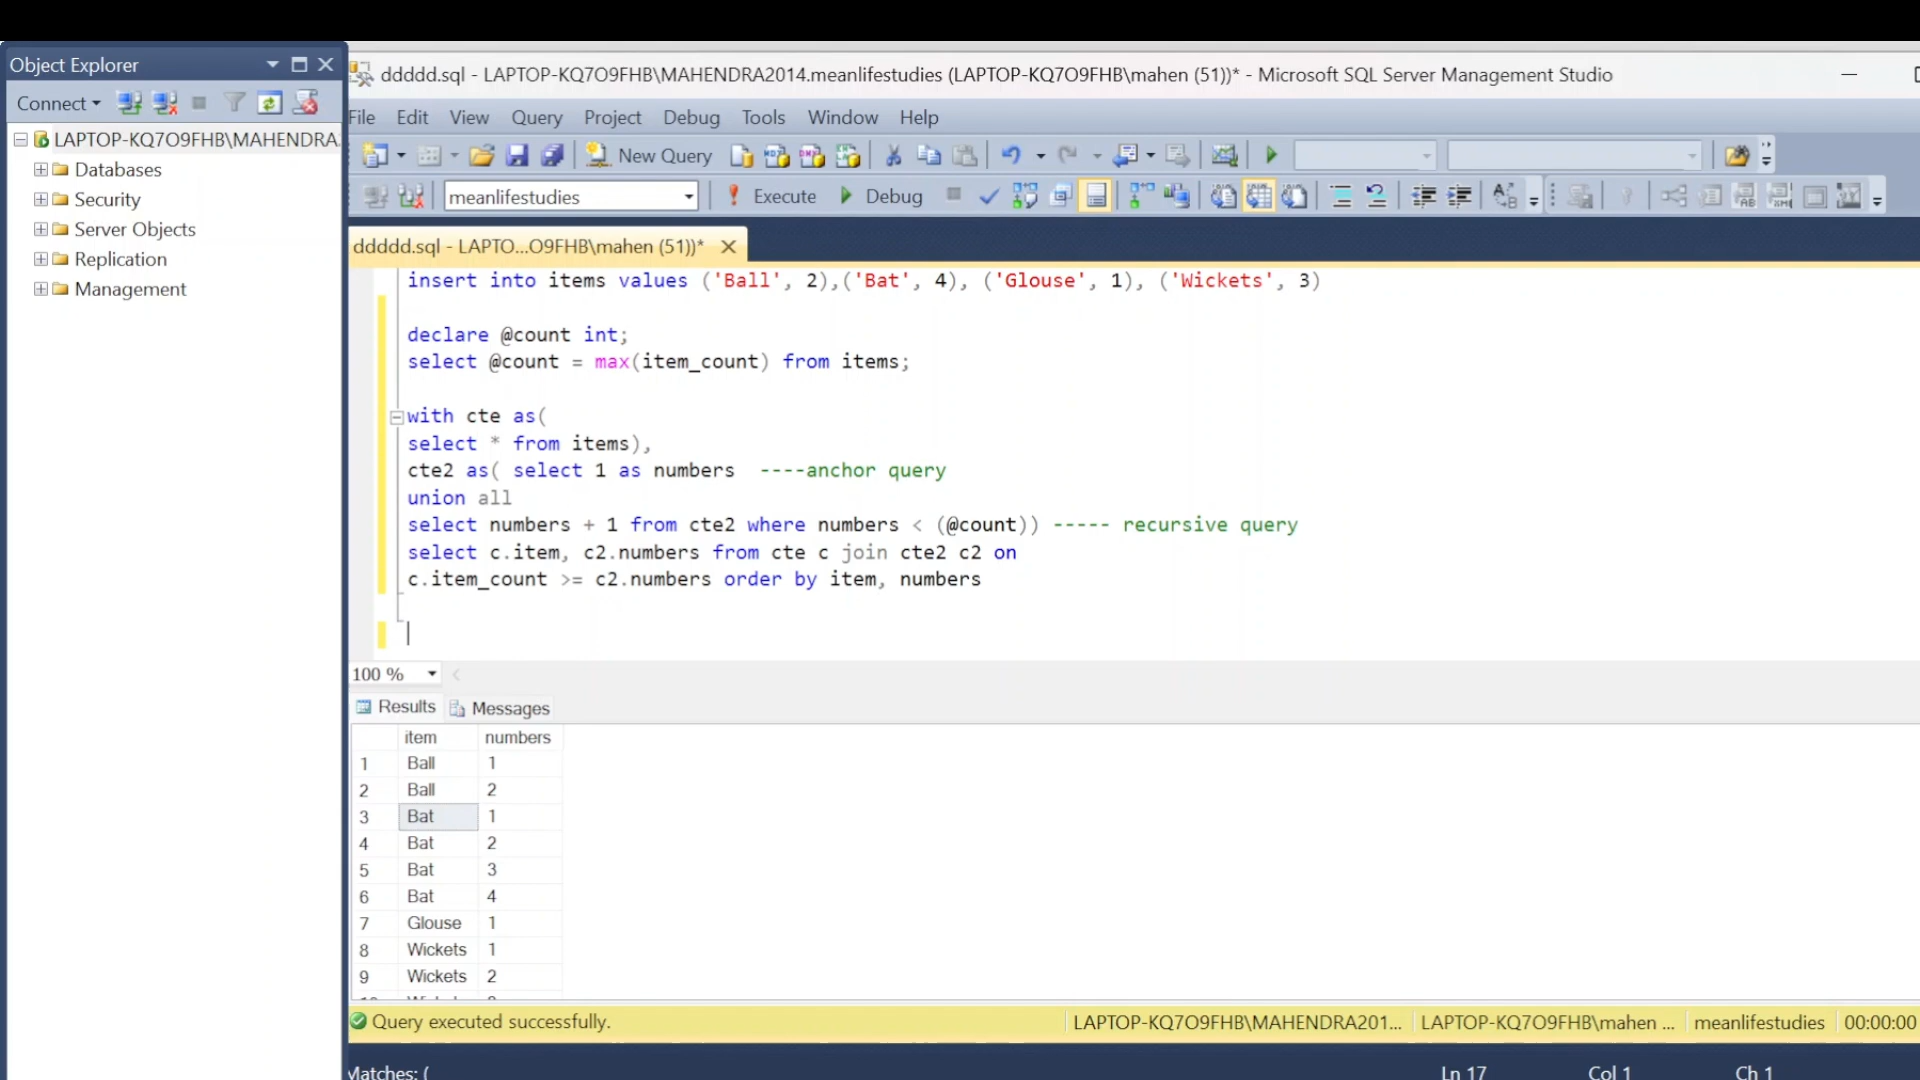 Object Explorer
Connect
LAPTOP-KQ7O9FHB\MAHENDRA
Databases
Security
Server Objects
Replication
Management
ddddd.sql - LAPTOP-KQ7O9FHB\MAHENDRA2014.meanlifestudies (LAPTOP-KQ7O9FHB\mahen (51))* - Microsoft SQL Server Management Studio
File Edit View Query Project Debug Tools Window Help
New Query
meanlifestudies Execute Debug
ddddd.sql - LAPTO...O9FHB\mahen (51))*
insert into items values ('Ball', 2),('Bat', 4), ('Glouse', 1), ('Wickets', 3)
declare @count int;
select @count = max(item_count) from items;
with cte as(
select * from items),
cte2 as( select 1 as numbers  ----anchor query
union all
select numbers + 1 from cte2 where numbers < (@count)) ----- recursive query
select c.item, c2.numbers from cte c join cte2 c2 on
c.item_count >= c2.numbers order by item, numbers
100 %
Results Messages
item numbers
1 Ball 1
2 Ball 2
3 Bat 1
4 Bat 2
5 Bat 3
6 Bat 4
7 Glouse 1
8 Wickets 1
9 Wickets 2
Query executed successfully. LAPTOP-KQ7O9FHB\MAHENDRA201... LAPTOP-KQ7O9FHB\mahen ... meanlifestudies 00:00:00
Matches: ( Ln 17 Col 1 Ch 1